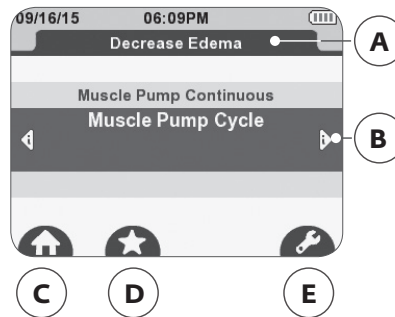 09/16/15 06:09PM
Decrease Edema
A
Muscle Pump Continuous
Muscle Pump Cycle
i i
B
C D E